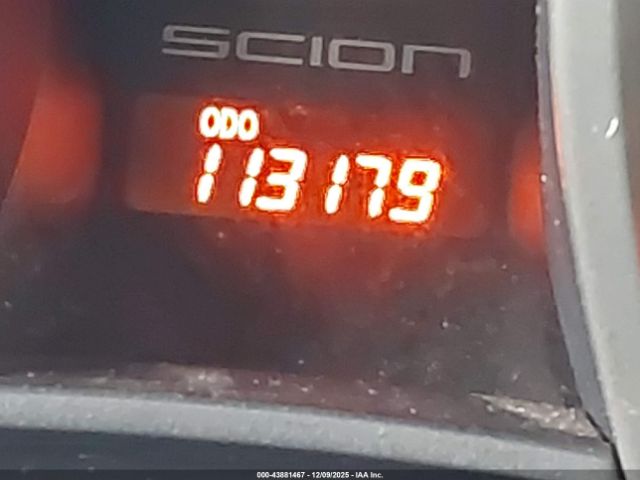 SCION
ODO
113179
000-43881467 - 12/09/2025 - IAA Inc.